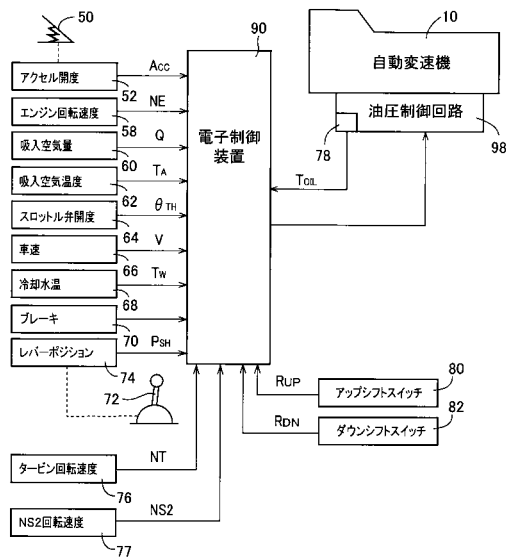 50
90
10
自動変速機
油圧制御回路
78
98
アクセル開度
ACC
52
エンジン回転速度
NE
58
電子制御
装置
吸入空気量
Q
60
吸入空気温度
TA
62
TOIL
スロットル弁開度
θTH
64
車速
V
66
冷却水温
TW
68
ブレーキ
70
レバーポジション
PSH
74
72
RUP
アップシフトスイッチ
80
RDN
ダウンシフトスイッチ
82
タービン回転速度
NT
76
NS2回転速度
NS2
77